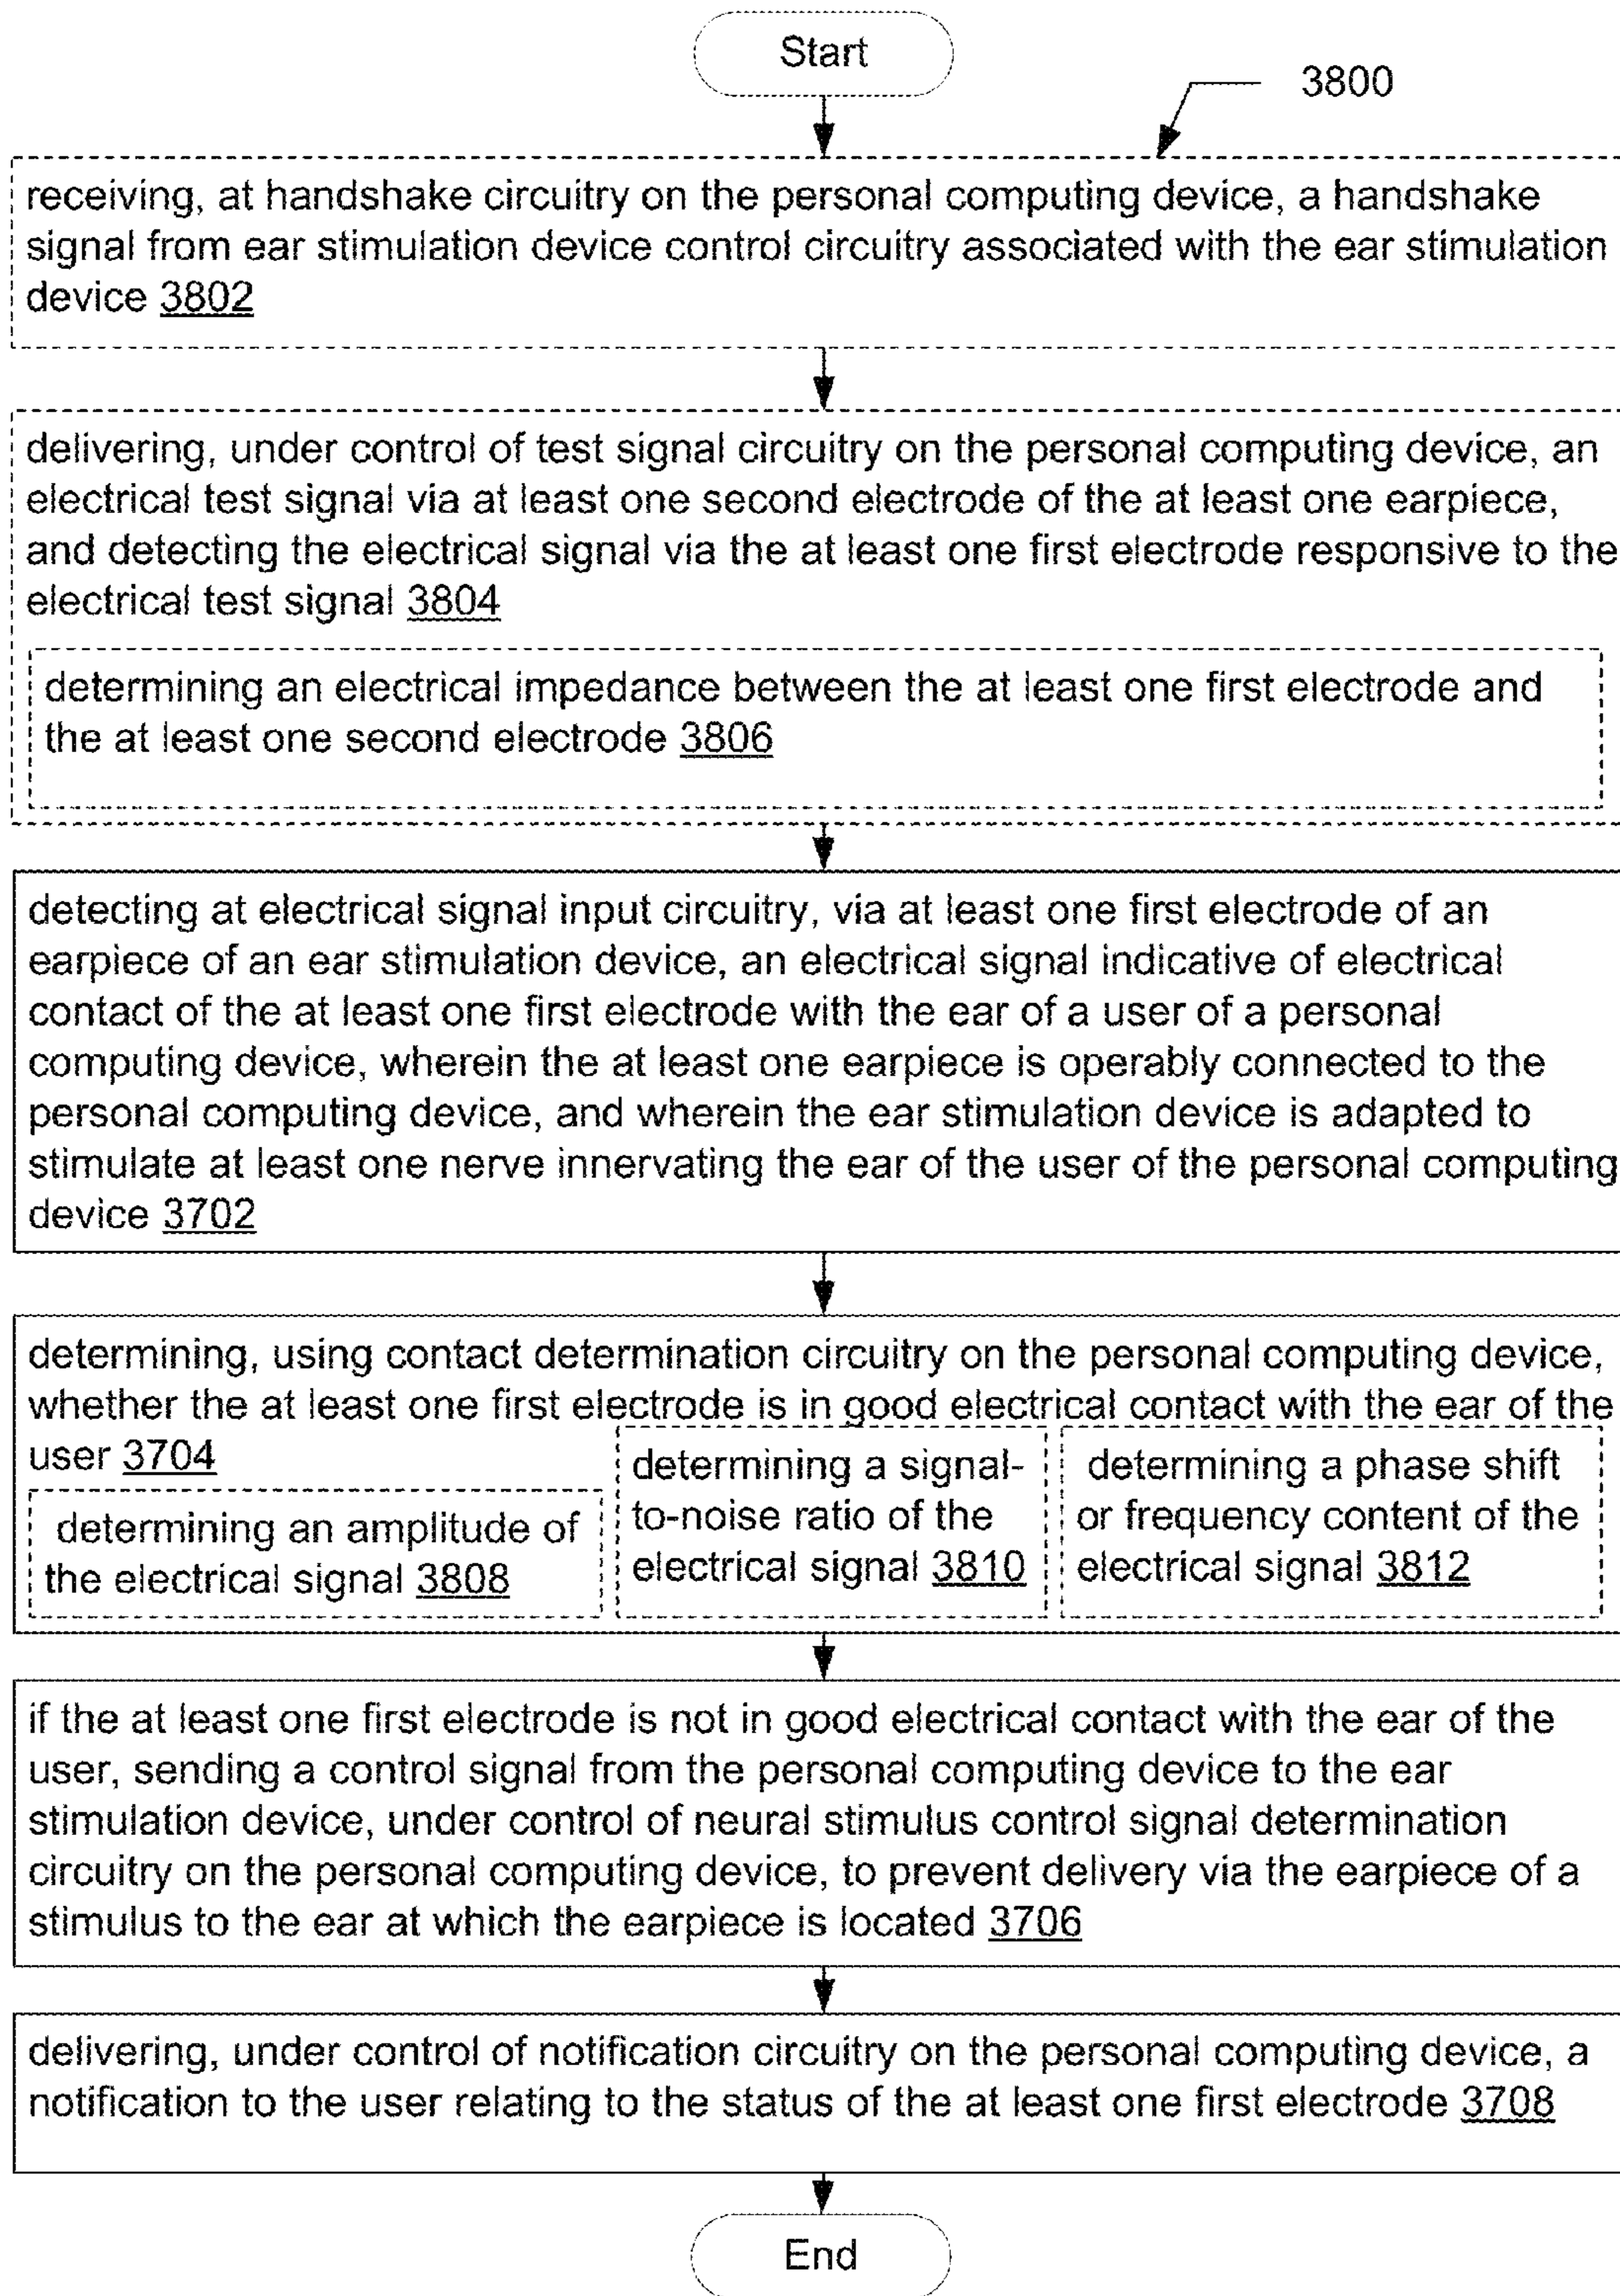 Start
3800
receiving, at handshake circuitry on the personal computing device, a handshake
signal from ear stimulation device control circuitry associated with the ear stimulation
device 3802
delivering, under control of test signal circuitry on the personal computing device, an
electrical test signal via at least one second electrode of the at least one earpiece,
and detecting the electrical signal via the at least one first electrode responsive to the
electrical test signal 3804
determining an electrical impedance between the at least one first electrode and
the at least one second electrode 3806
detecting at electrical signal input circuitry, via at least one first electrode of an
earpiece of an ear stimulation device, an electrical signal indicative of electrical
contact of the at least one first electrode with the ear of a user of a personal
computing device, wherein the at least one earpiece is operably connected to the
personal computing device, and wherein the ear stimulation device is adapted to
stimulate at least one nerve innervating the ear of the user of the personal computing
device 3702
determining, using contact determination circuitry on the personal computing device,
whether the at least one first electrode is in good electrical contact with the ear of the
user 3704
determining an amplitude of
the electrical signal 3808
determining a signal-
to-noise ratio of the
electrical signal 3810
determining a phase shift
or frequency content of the
electrical signal 3812
if the at least one first electrode is not in good electrical contact with the ear of the
user, sending a control signal from the personal computing device to the ear
stimulation device, under control of neural stimulus control signal determination
circuitry on the personal computing device, to prevent delivery via the earpiece of a
stimulus to the ear at which the earpiece is located 3706
delivering, under control of notification circuitry on the personal computing device, a
notification to the user relating to the status of the at least one first electrode 3708
End